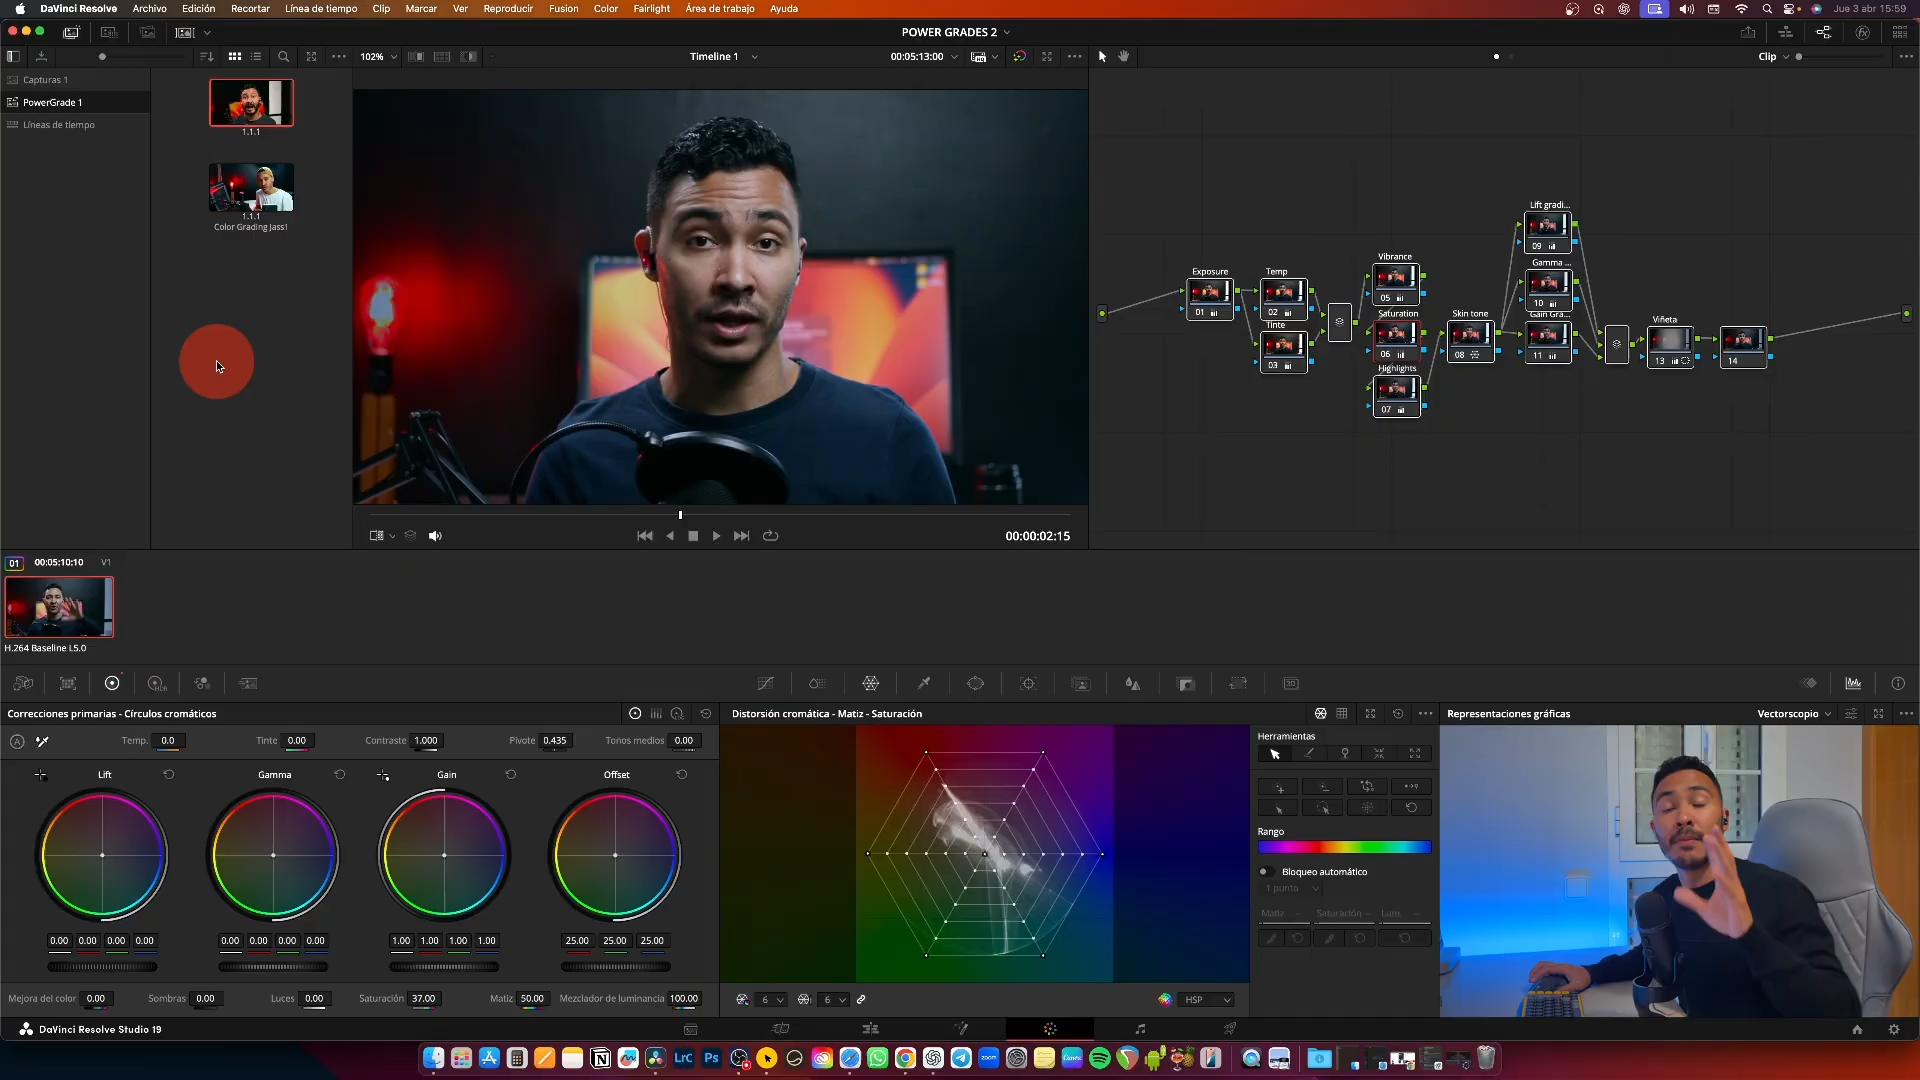 DaVinci Resolve Archivo Edición Recortar Línea de tiempo Clip Marcar Ver Reproducir Fusion Color Fairlight Área de trabajo Ayuda Jue 3 abr 15:59
POWER GRADES 2
102% Timeline 1 00:05:13:00 Clip
Capturas 1
PowerGrade 1
Líneas de tiempo
1.1.1
1.1.1
Color Grading Jass1
Lift gradi...
09
Gamma ...
10
Gain Gra...
11
Exposure
01
Temp
02
Tinte
03
Vibrance
05
Saturation
06
Highlights
07
Skin tone
08
Viñeta
13
14
00:00:02:15
01 00:05:10:10 V1
H.264 Baseline L5.0
Correcciones primarias - Círculos cromáticos
Temp. 0.0 Tinte 0.00 Contraste 1.000 Pivote 0.435 Tonos medios 0.00
Lift Gamma Gain Offset
0.00 0.00 0.00 0.00 0.00 0.00 0.00 0.00 1.00 1.00 1.00 1.00 25.00 25.00 25.00
Mejora del color 0.00 Sombras 0.00 Luces 0.00 Saturación 37.00 Matiz 50.00 Mezclador de luminancia 100.00
Distorsión cromática - Matiz - Saturación
6 6 HSP
Herramientas
Rango
Bloqueo automático
1 punto
Matiz -- Saturación -- Lum. --
Representaciones gráficas Vectorscopio
DaVinci Resolve Studio 19
LrC Ps zoom Canva